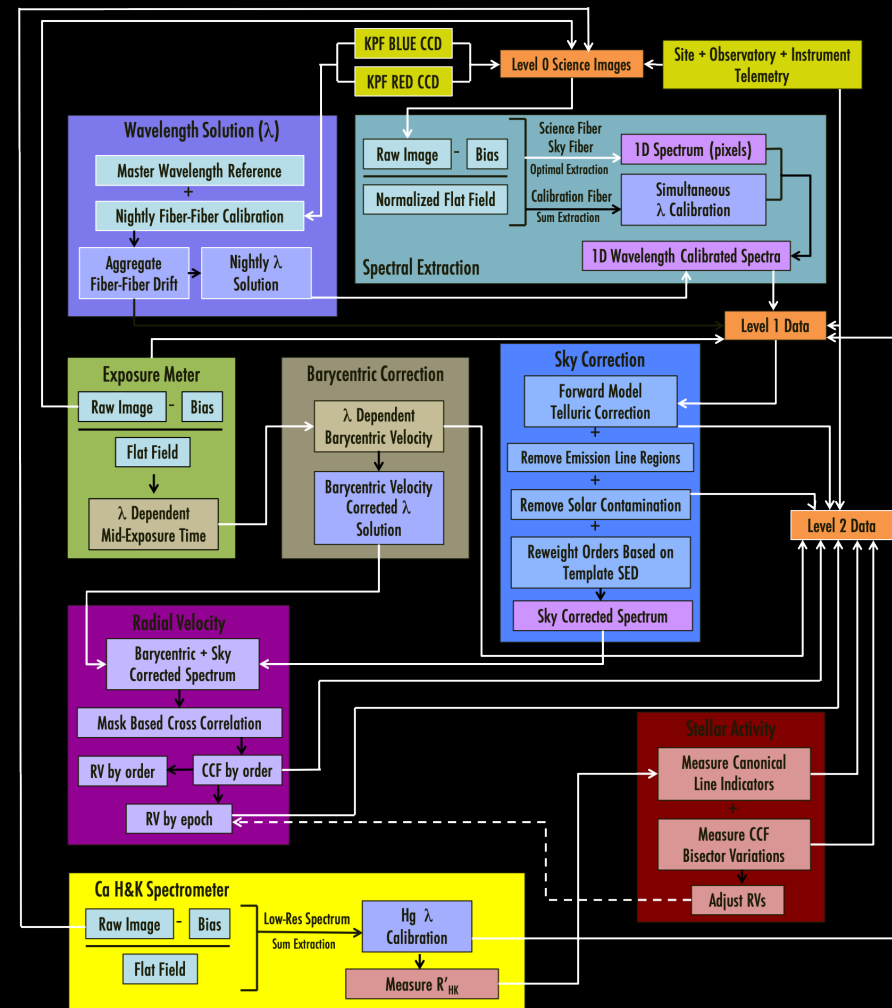 KPF BLUE CCD
KPF RED CCD
Level 0 Science Images
Site + Observatory + Instrument
Telemetry
Wavelength Solution (λ)
Master Wavelength Reference
+
Nightly Fiber-Fiber Calibration
Aggregate
Fiber-Fiber Drift
Nightly λ
Solution
Raw Image - Bias
Normalized Flat Field
Science Fiber
Sky Fiber
Optimal Extraction
Calibration Fiber
Sum Extraction
1D Spectrum (pixels)
Simultaneous
λ Calibration
1D Wavelength Calibrated Spectra
Spectral Extraction
Level 1 Data
Exposure Meter
Raw Image - Bias
Flat Field
λ Dependent
Mid-Exposure Time
Barycentric Correction
λ Dependent
Barycentric Velocity
Barycentric Velocity
Corrected λ
Solution
Sky Correction
Forward Model
Telluric Correction
+
Remove Emission Line Regions
+
Remove Solar Contamination
+
Reweight Orders Based on
Template SED
Sky Corrected Spectrum
Level 2 Data
Radial Velocity
Barycentric + Sky
Corrected Spectrum
Mask Based Cross Correlation
RV by order
CCF by order
RV by epoch
Stellar Activity
Measure Canonical
Line Indicators
+
Measure CCF
Bisector Variations
Adjust RVs
Ca H&K Spectrometer
Raw Image - Bias
Flat Field
Low-Res Spectrum
Sum Extraction
Hg λ
Calibration
Measure R'HK